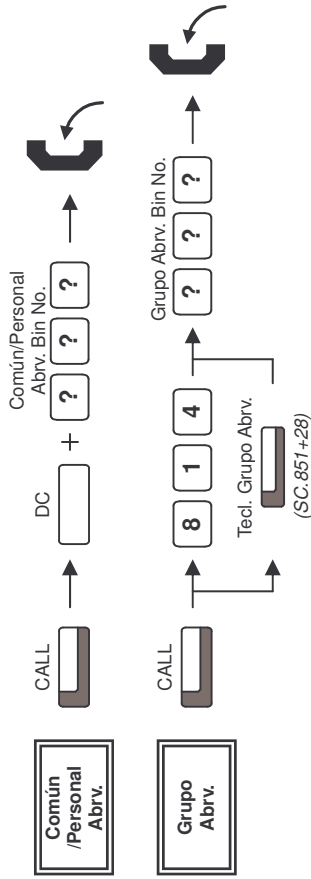 Común
/Personal
Abrv.
CALL
DC
+
Común/Personal
Abrv. Bin No.
? ? ?
Grupo
Abrv.
CALL
8 1 4
Tecl. Grupo Abrv.
(SC.851+28)
Grupo Abrv. Bin No.
? ? ?